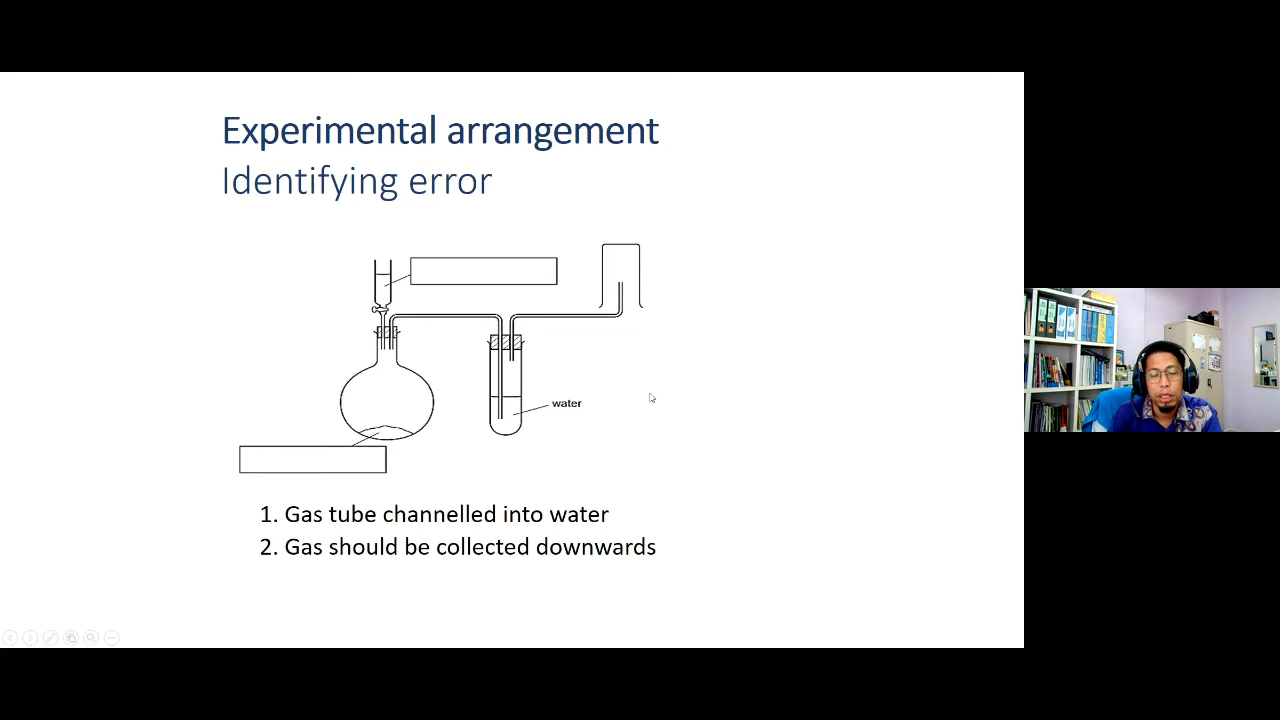 Experimental arrangement
Identifying error
water
1. Gas tube channelled into water
2. Gas should be collected downwards